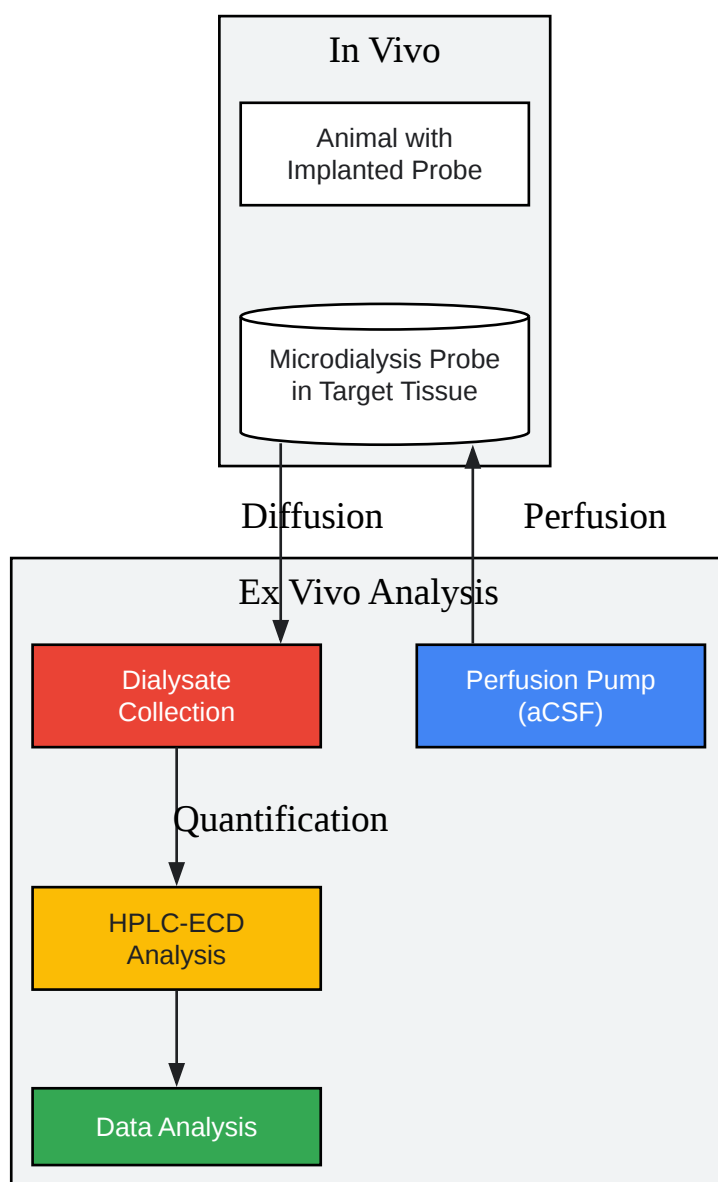 In Vivo
Animal with
Implanted Probe
Microdialysis Probe
in Target Tissue
Diffusion
Perfusion
Ex Vivo Analysis
Dialysate
Collection
Perfusion Pump
(aCSF)
Quantification
HPLC-ECD
Analysis
Data Analysis